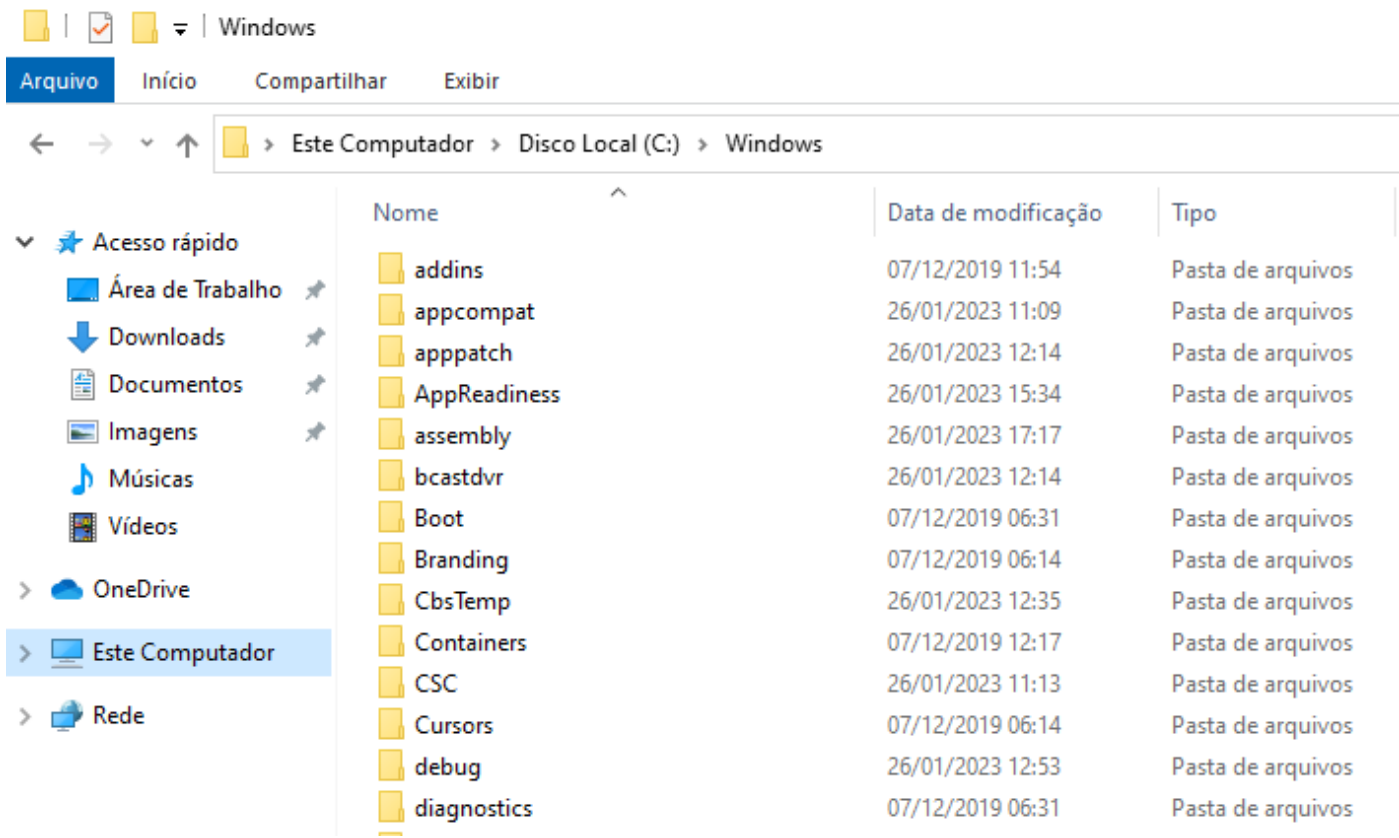 Windows
Arquivo Início Compartilhar Exibir
Este Computador > Disco Local (C:) > Windows
Nome Data de modificação Tipo
Acesso rápido
Área de Trabalho
Downloads
Documentos
Imagens
Músicas
Vídeos
OneDrive
Este Computador
Rede
addins 07/12/2019 11:54 Pasta de arquivos
appcompat 26/01/2023 11:09 Pasta de arquivos
apppatch 26/01/2023 12:14 Pasta de arquivos
AppReadiness 26/01/2023 15:34 Pasta de arquivos
assembly 26/01/2023 17:17 Pasta de arquivos
bcastdvr 26/01/2023 12:14 Pasta de arquivos
Boot 07/12/2019 06:31 Pasta de arquivos
Branding 07/12/2019 06:14 Pasta de arquivos
CbsTemp 26/01/2023 12:35 Pasta de arquivos
Containers 07/12/2019 12:17 Pasta de arquivos
CSC 26/01/2023 11:13 Pasta de arquivos
Cursors 07/12/2019 06:14 Pasta de arquivos
debug 26/01/2023 12:53 Pasta de arquivos
diagnostics 07/12/2019 06:31 Pasta de arquivos